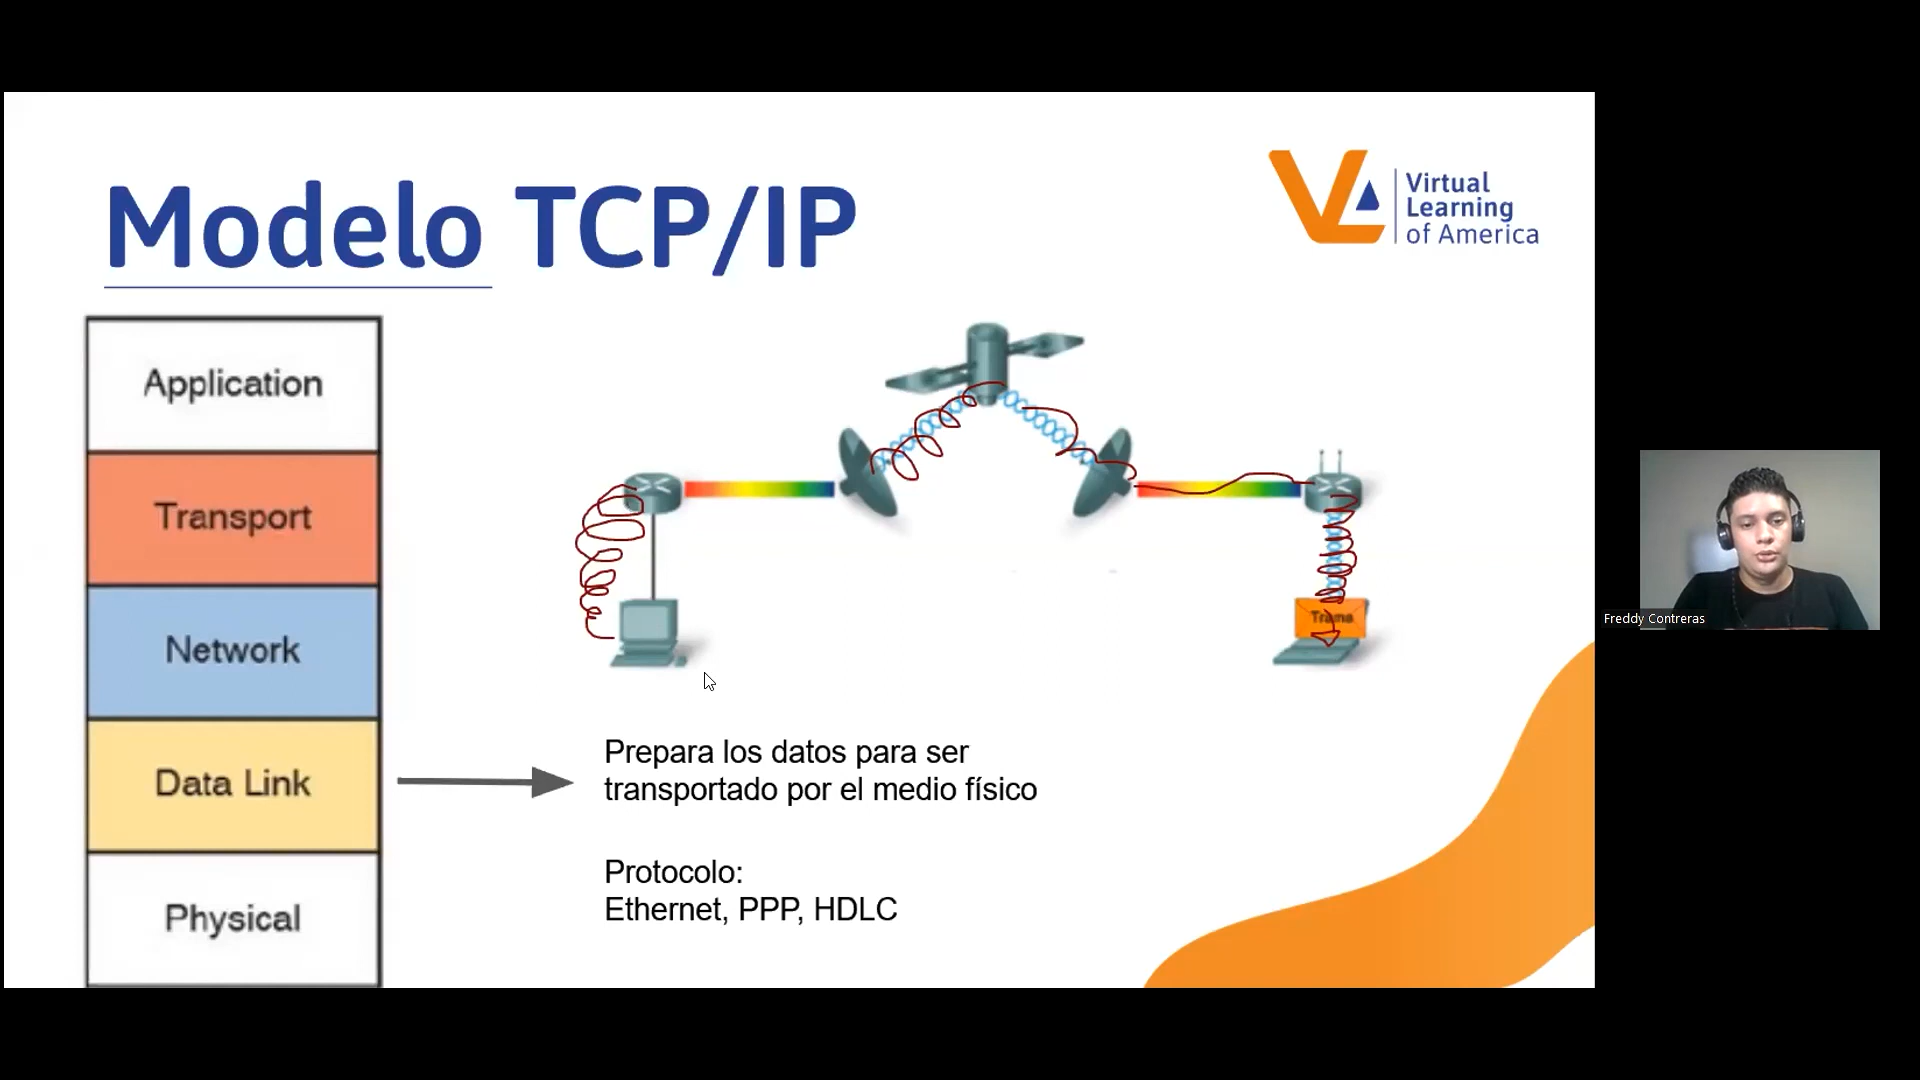 Modelo TCP/IP
Virtual
Learning
of America
Application
Transport
Network
Data Link
Physical
Trama
Prepara los datos para ser
transportado por el medio físico
Protocolo:
Ethernet, PPP, HDLC
Freddy Contreras